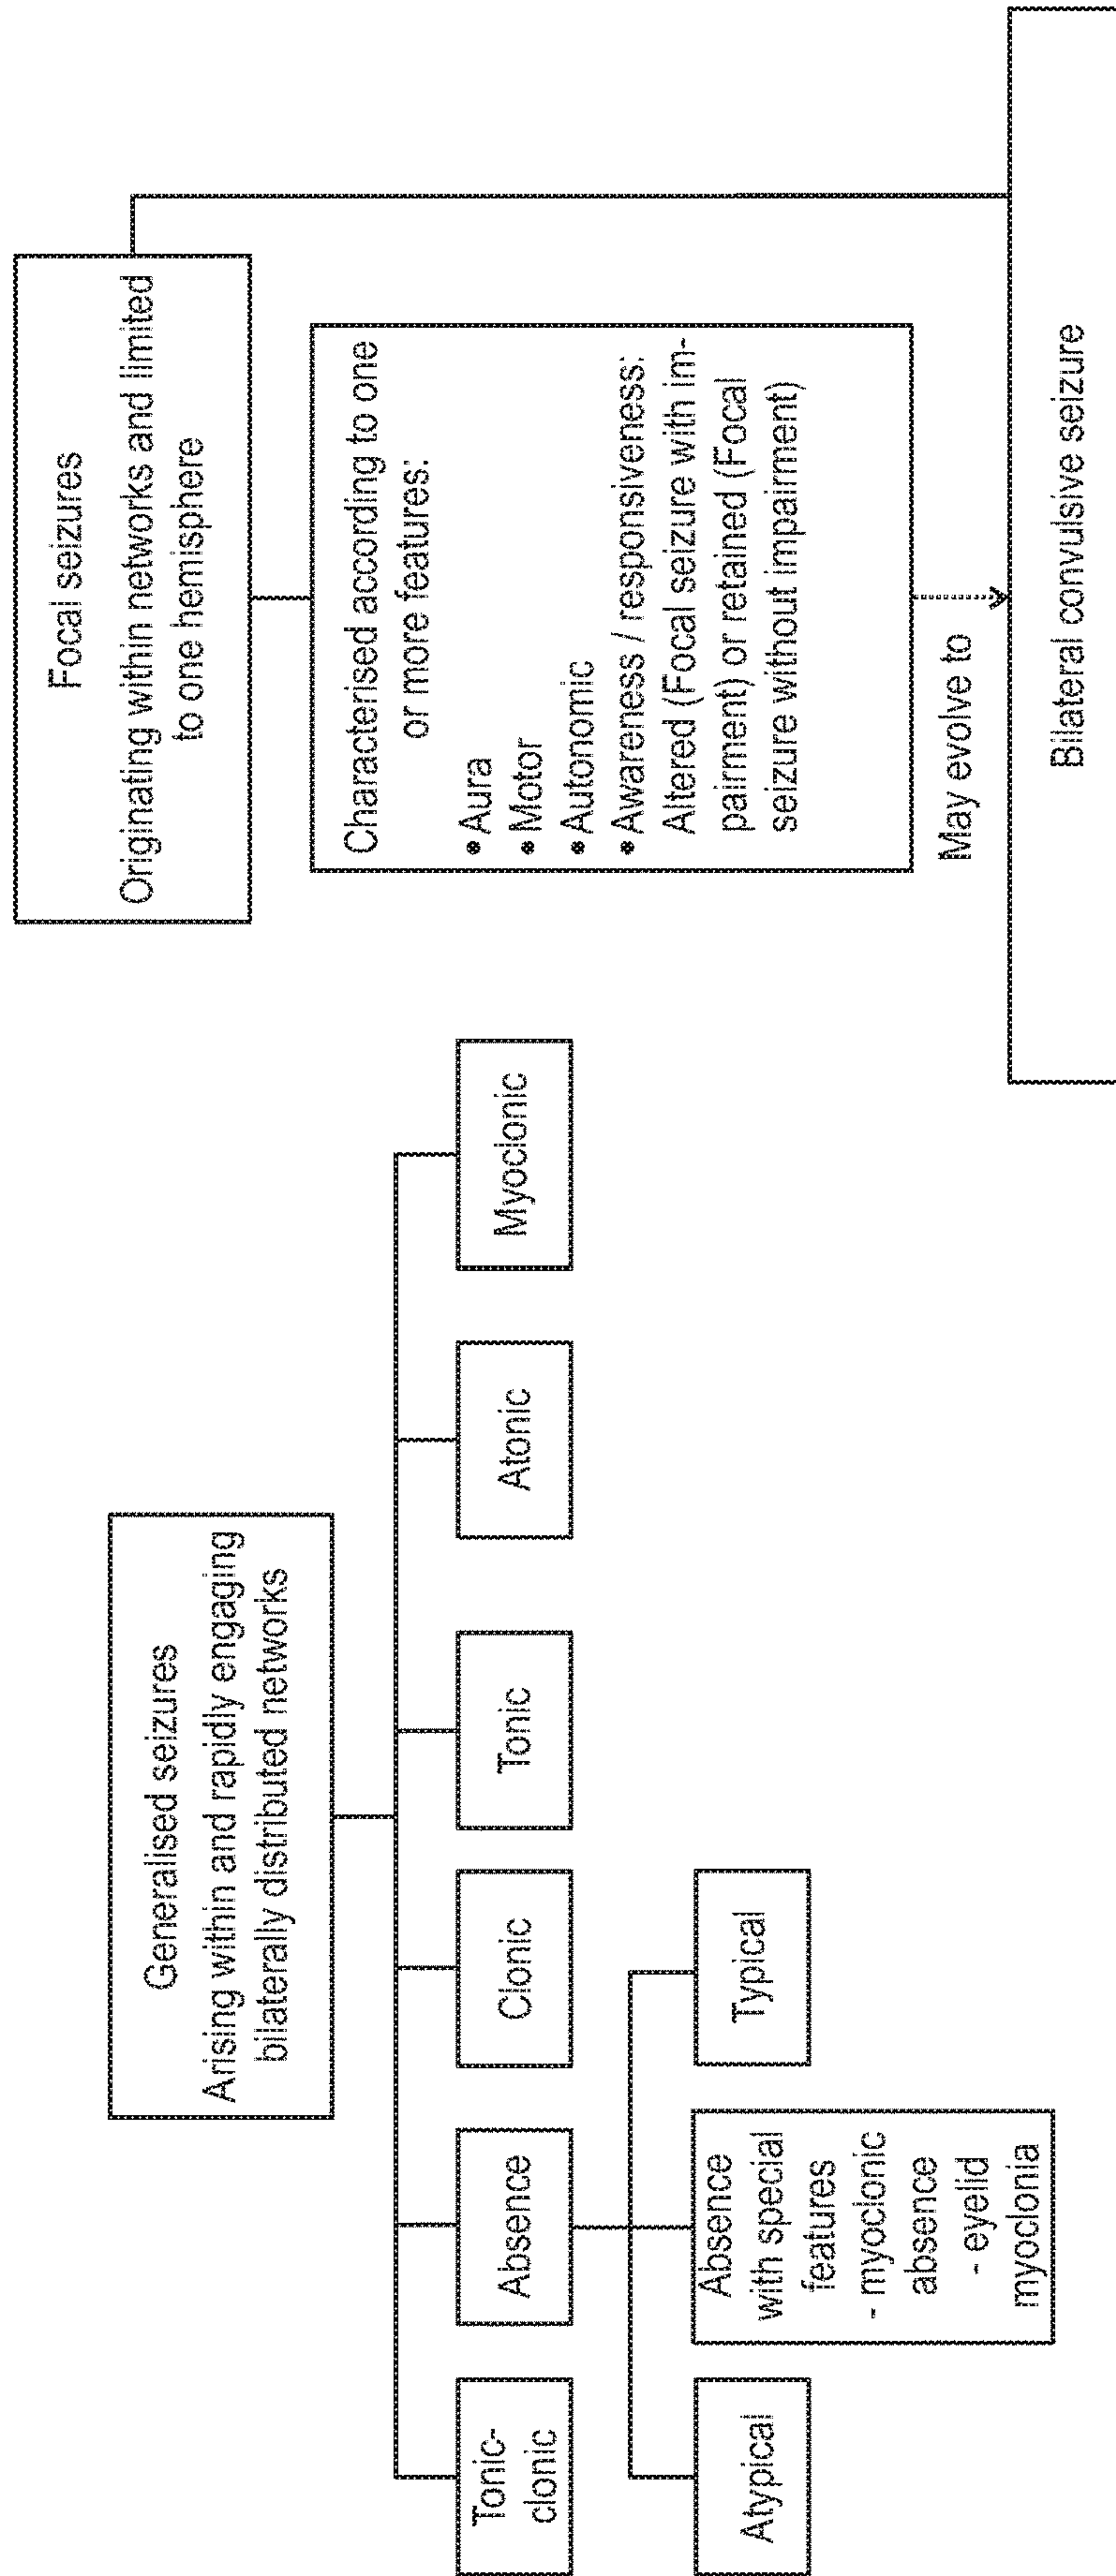 Generalised seizures
Arising within and rapidly engaging
bilaterally distributed networks
Tonic-
clonic
Absence
Clonic
Tonic
Atonic
Myoclonic
Atypical
Absence
with special
features
- myoclonic
absence
- eyelid
myoclonia
Typical
Focal seizures
Originating within networks and limited
to one hemisphere
Characterised according to one
or more features:
• Aura
• Motor
• Autonomic
• Awareness / responsiveness:
Altered (Focal seizure with im-
pairment) or retained (Focal
seizure without impairment)
May evolve to
Bilateral convulsive seizure